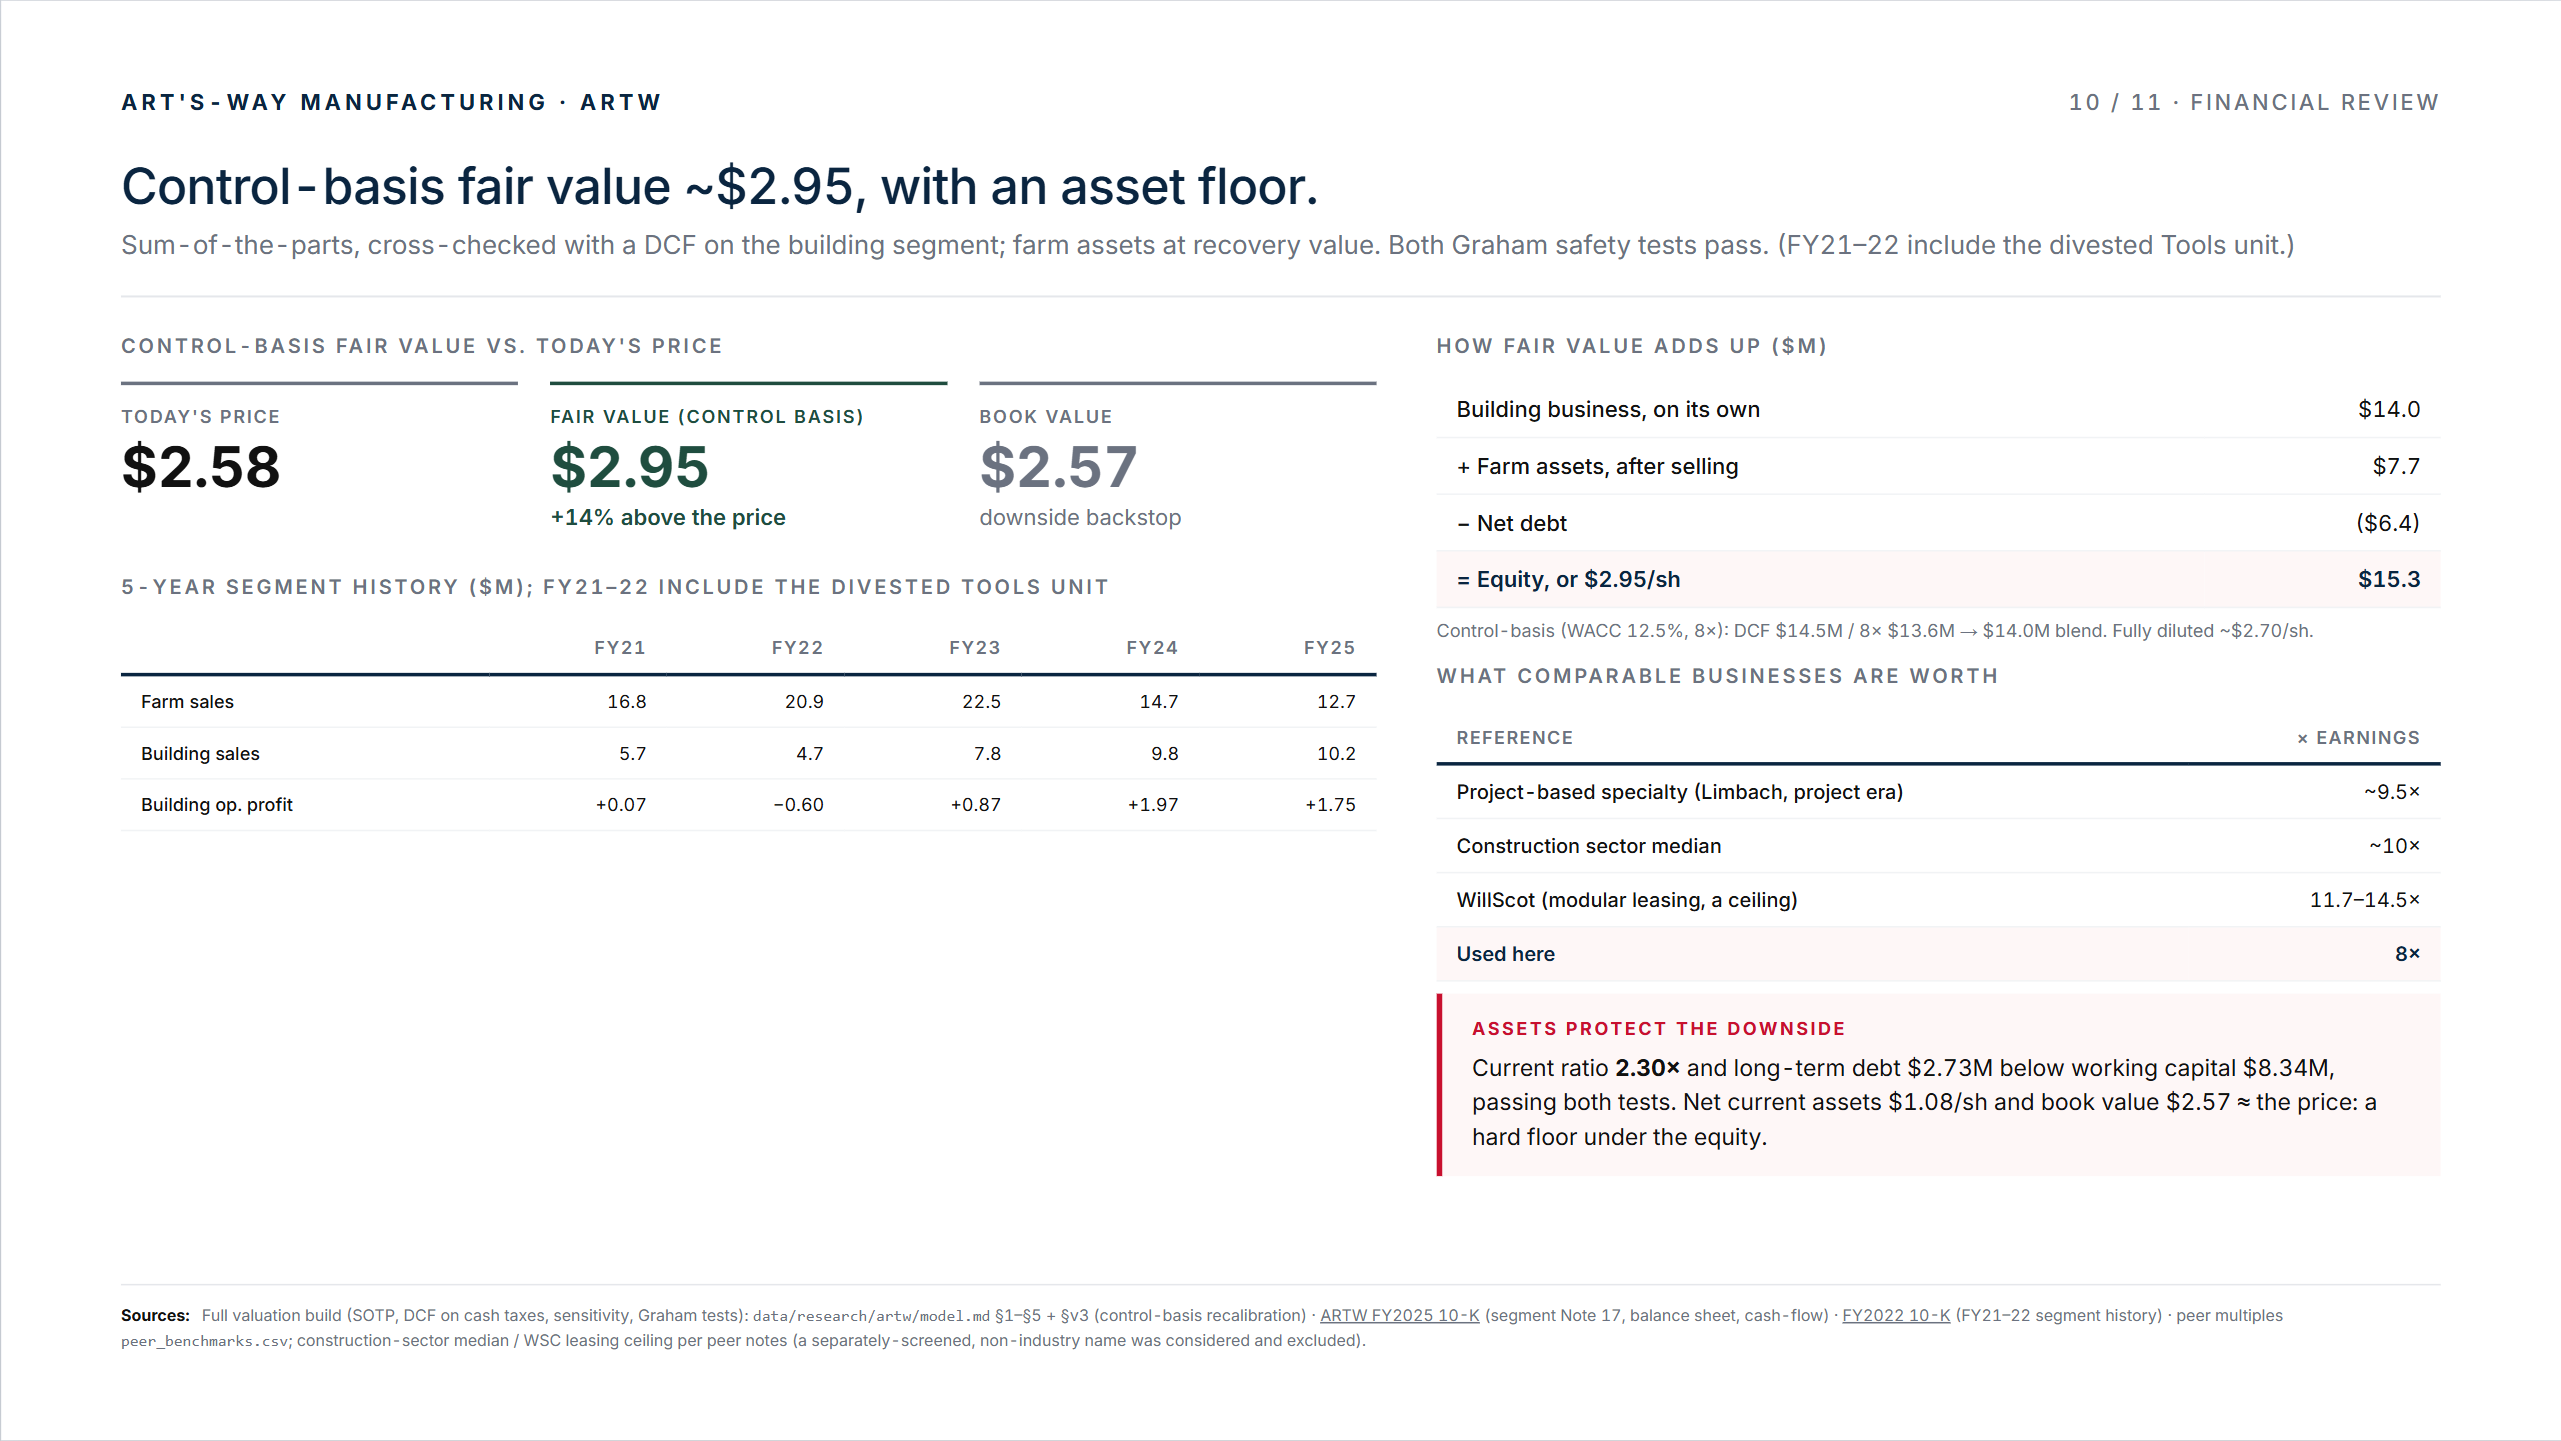 ART'S-WAY MANUFACTURING · ARTW
10 / 11 · FINANCIAL REVIEW
Control-basis fair value ~$2.95, with an asset floor.
Sum-of-the-parts, cross-checked with a DCF on the building segment; farm assets at recovery value. Both Graham safety tests pass. (FY21–22 include the divested Tools unit.)
CONTROL-BASIS FAIR VALUE VS. TODAY'S PRICE
TODAY'S PRICE
$2.58
FAIR VALUE (CONTROL BASIS)
$2.95
+14% above the price
BOOK VALUE
$2.57
downside backstop
5-YEAR SEGMENT HISTORY ($M); FY21–22 INCLUDE THE DIVESTED TOOLS UNIT
FY21 FY22 FY23 FY24 FY25
Farm sales 16.8 20.9 22.5 14.7 12.7
Building sales 5.7 4.7 7.8 9.8 10.2
Building op. profit +0.07 −0.60 +0.87 +1.97 +1.75
HOW FAIR VALUE ADDS UP ($M)
Building business, on its own $14.0
+ Farm assets, after selling $7.7
− Net debt ($6.4)
= Equity, or $2.95/sh $15.3
Control-basis (WACC 12.5%, 8×): DCF $14.5M / 8× $13.6M → $14.0M blend. Fully diluted ~$2.70/sh.
WHAT COMPARABLE BUSINESSES ARE WORTH
REFERENCE × EARNINGS
Project-based specialty (Limbach, project era) ~9.5×
Construction sector median ~10×
WillScot (modular leasing, a ceiling) 11.7–14.5×
Used here 8×
ASSETS PROTECT THE DOWNSIDE
Current ratio 2.30× and long-term debt $2.73M below working capital $8.34M,
passing both tests. Net current assets $1.08/sh and book value $2.57 ≈ the price: a
hard floor under the equity.
Sources: Full valuation build (SOTP, DCF on cash taxes, sensitivity, Graham tests): data/research/artw/model.md §1–§5 + §v3 (control-basis recalibration) · ARTW FY2025 10-K (segment Note 17, balance sheet, cash-flow) · FY2022 10-K (FY21–22 segment history) · peer multiples
peer_benchmarks.csv; construction-sector median / WSC leasing ceiling per peer notes (a separately-screened, non-industry name was considered and excluded).